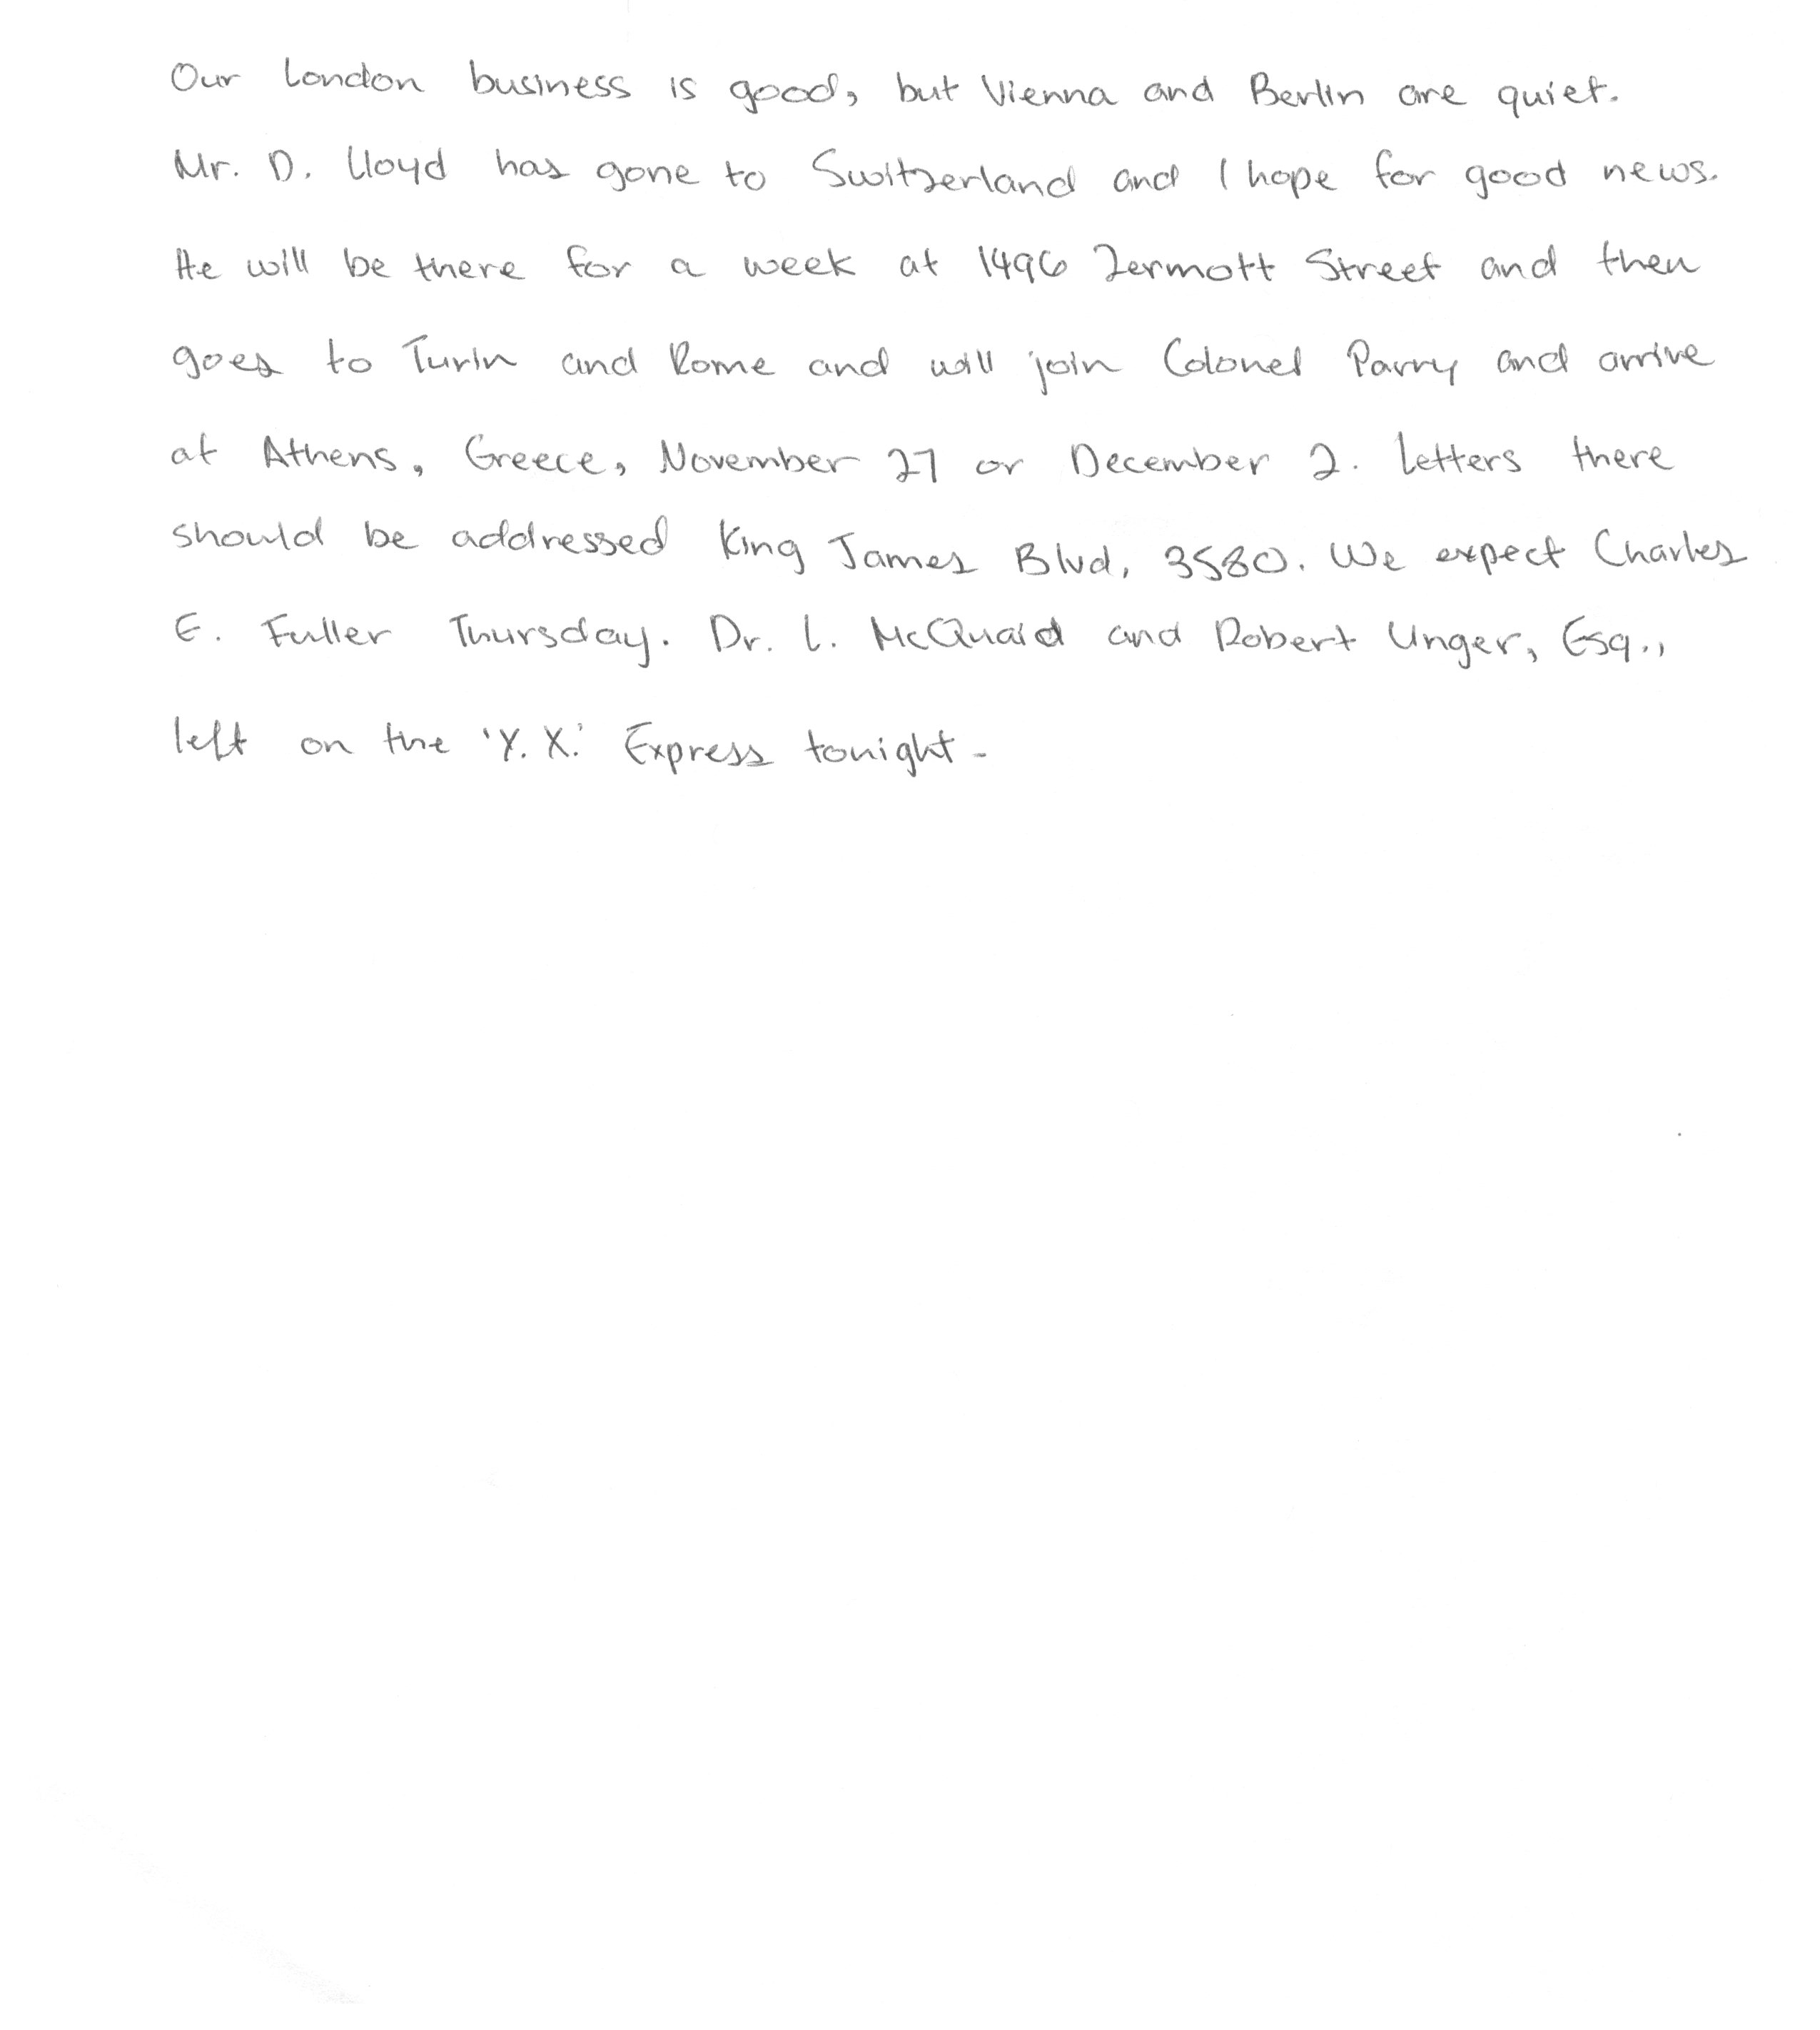 Our London business is good, but Vienna and Berlin are quiet.
Mr. D. Lloyd has gone to Switzerland and I hope for good news.
He will be there for a week at 1496 Zermott Street and then
goes to Turin and Rome and will join Colonel Parry and arrive
at Athens, Greece, November 27 or December 2. Letters there
should be addressed King James Blvd, 3580. We expect Charles
E. Fuller Thursday. Dr. L. McQuaid and Robert Unger, Esq.,
left on the 'Y. X.' Express tonight.